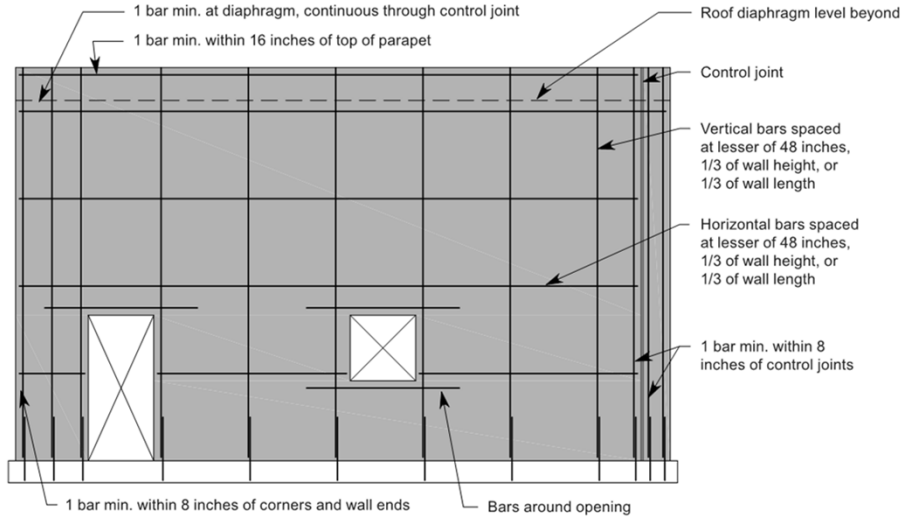 1 bar min. at diaphragm, continuous through control joint
1 bar min. within 16 inches of top of parapet
Roof diaphragm level beyond
Control joint
Vertical bars spaced
at lesser of 48 inches,
1/3 of wall height, or
1/3 of wall length
Horizontal bars spaced
at lesser of 48 inches,
1/3 of wall height, or
1/3 of wall length
1 bar min. within 8
inches of control joints
1 bar min. within 8 inches of corners and wall ends
Bars around opening